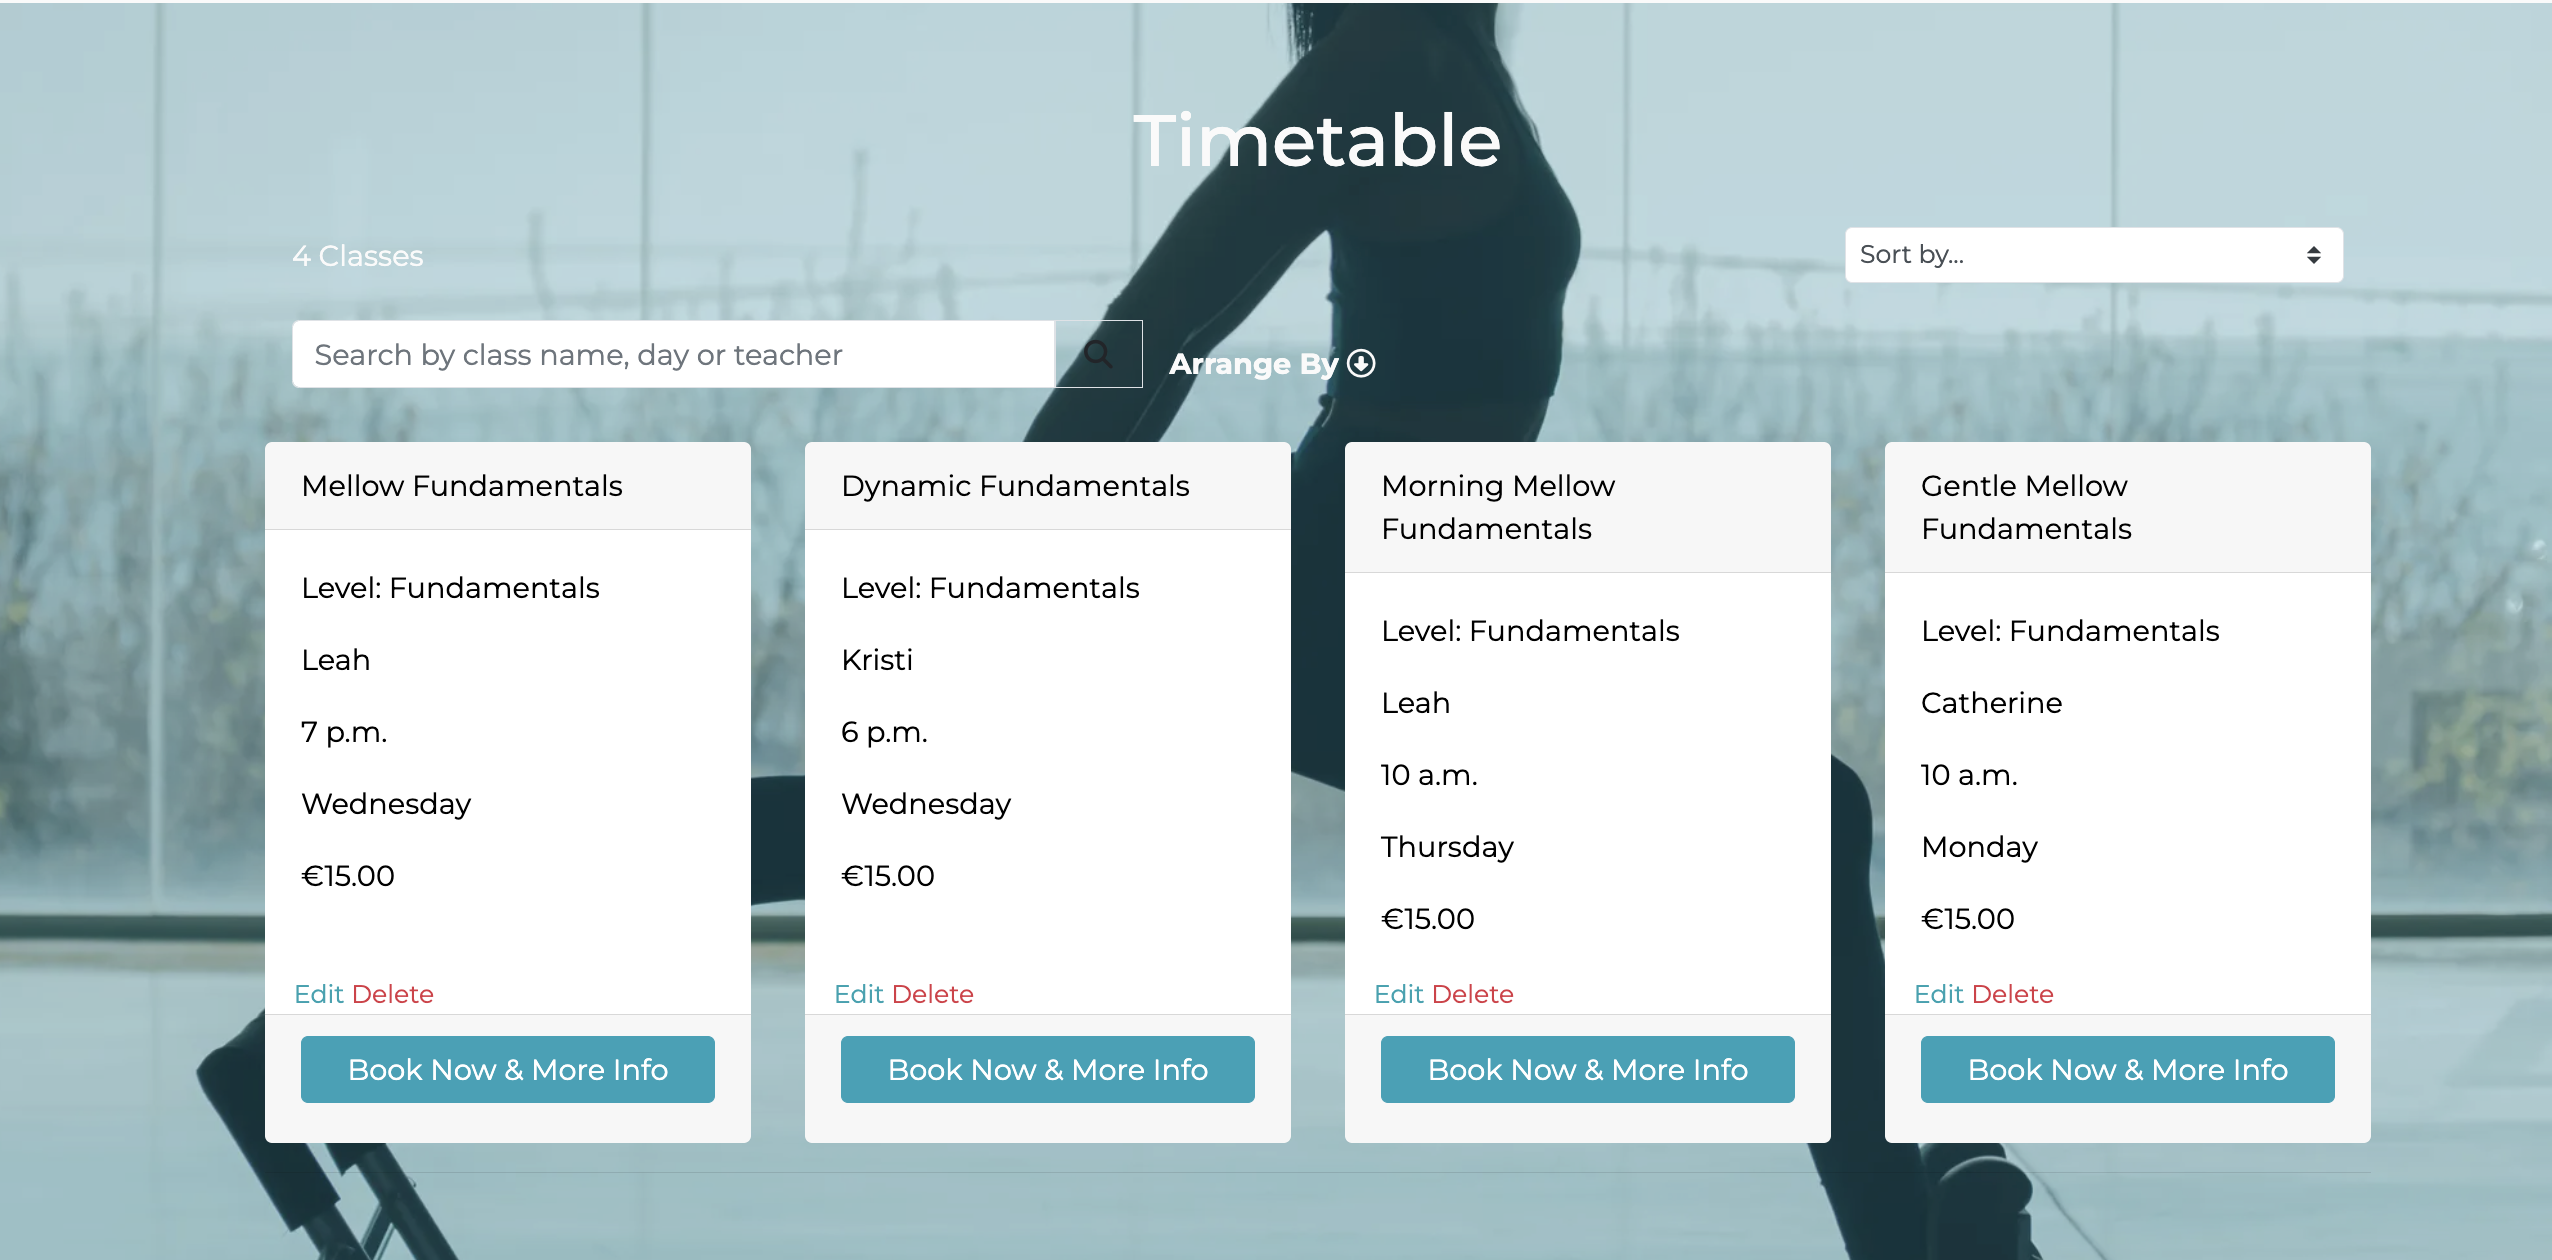 Timetable
4 Classes
Sort by...
Search by class name, day or teacher
Arrange By
Mellow Fundamentals
Level: Fundamentals
Leah
7 p.m.
Wednesday
€15.00
Edit Delete
Book Now & More Info
Dynamic Fundamentals
Level: Fundamentals
Kristi
6 p.m.
Wednesday
€15.00
Edit Delete
Book Now & More Info
Morning Mellow
Fundamentals
Level: Fundamentals
Leah
10 a.m.
Thursday
€15.00
Edit Delete
Book Now & More Info
Gentle Mellow
Fundamentals
Level: Fundamentals
Catherine
10 a.m.
Monday
€15.00
Edit Delete
Book Now & More Info